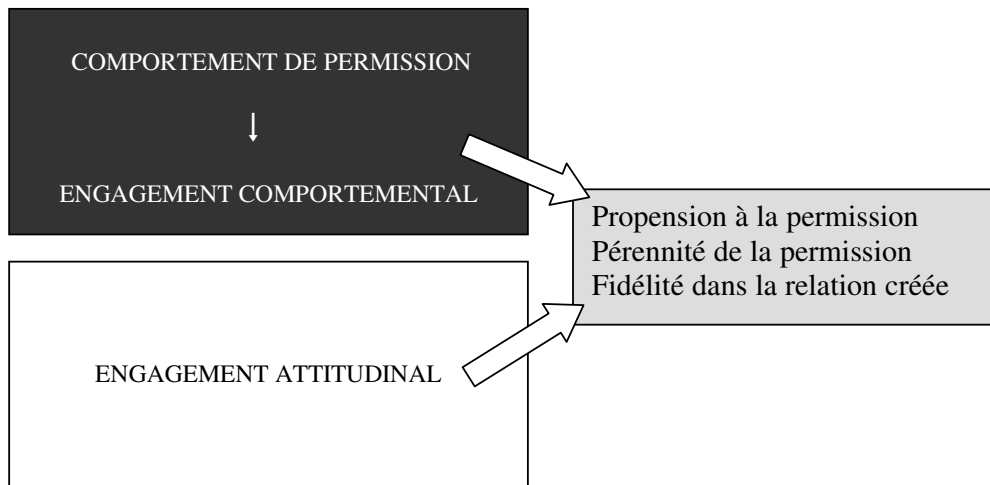 COMPORTEMENT DE PERMISSION
ENGAGEMENT COMPORTEMENTAL
Propension à la permission
Pérennité de la permission
Fidélité dans la relation créée
ENGAGEMENT ATTITUDINAL